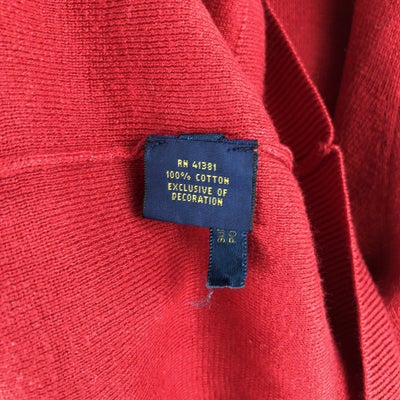 RN 41381
100% COTTON
EXCLUSIVE OF
DECORATION